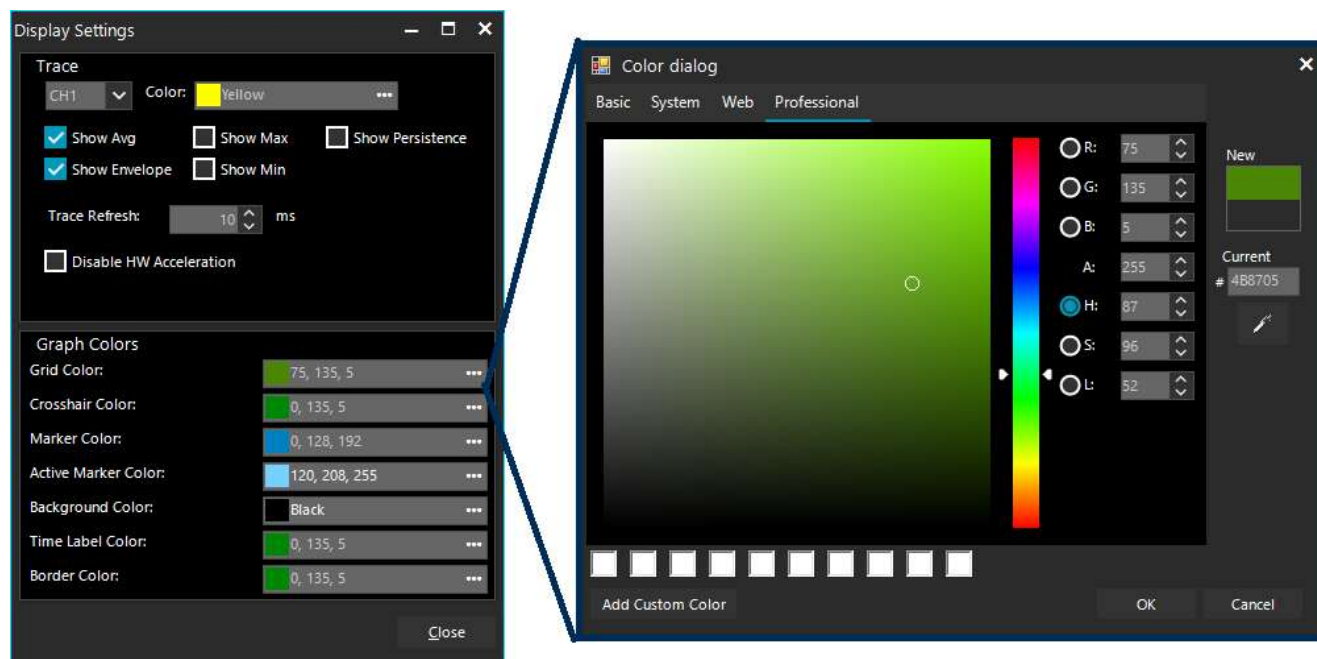 Display Settings
Trace
CH1 Color: Yellow ...
Show Avg Show Max Show Persistence
Show Envelope Show Min
Trace Refresh: 10 ms
Disable HW Acceleration
Graph Colors
Grid Color: 75, 135, 5 ...
Crosshair Color: 0, 135, 5 ...
Marker Color: 0, 128, 192 ...
Active Marker Color: 120, 208, 255 ...
Background Color: Black ...
Time Label Color: 0, 135, 5 ...
Border Color: 0, 135, 5 ...
Close
Color dialog
Basic System Web Professional
R: 75
G: 135
B: 5
A: 255
H: 87
S: 96
L: 52
New
Current
# 4B8705
Add Custom Color
OK Cancel